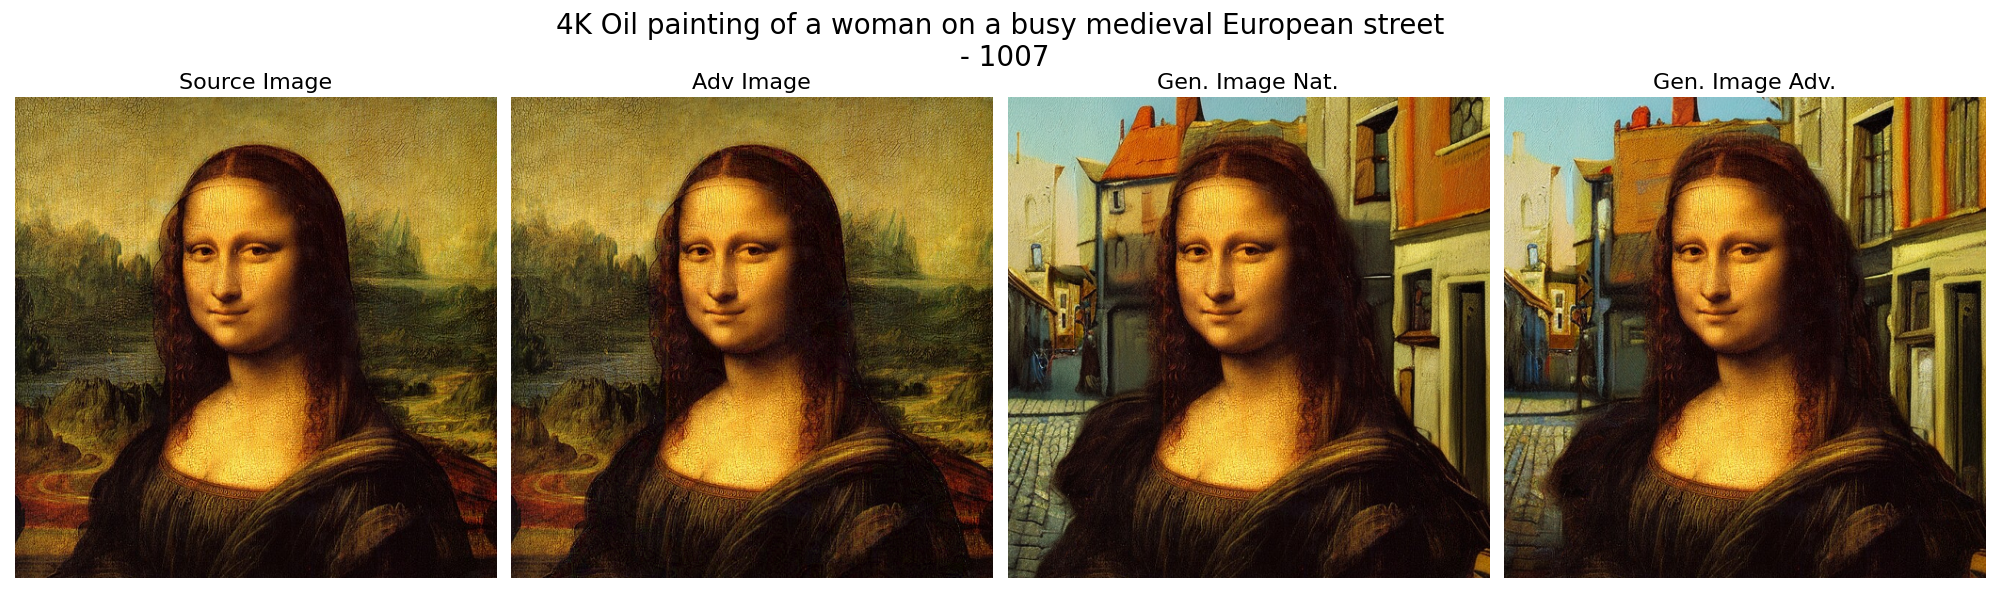 4K Oil painting of a woman on a busy medieval European street
- 1007
Source Image
Adv Image
Gen. Image Nat.
Gen. Image Adv.